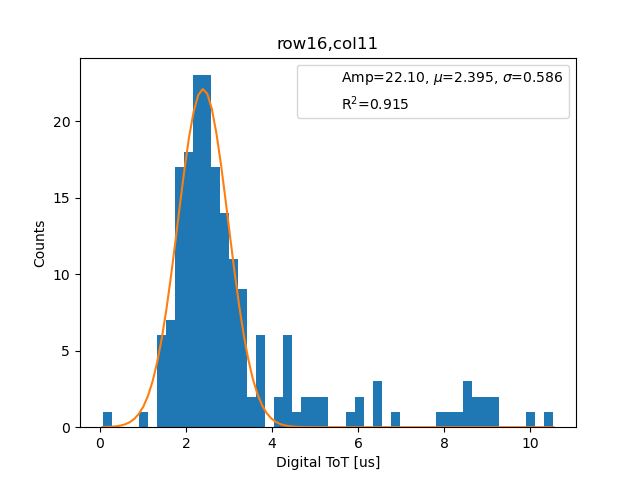 row16,col11
Amp=22.10, μ=2.395, σ=0.586
R²=0.915
20
15
10
5
0
Counts
0 2 4 6 8 10
Digital ToT [us]